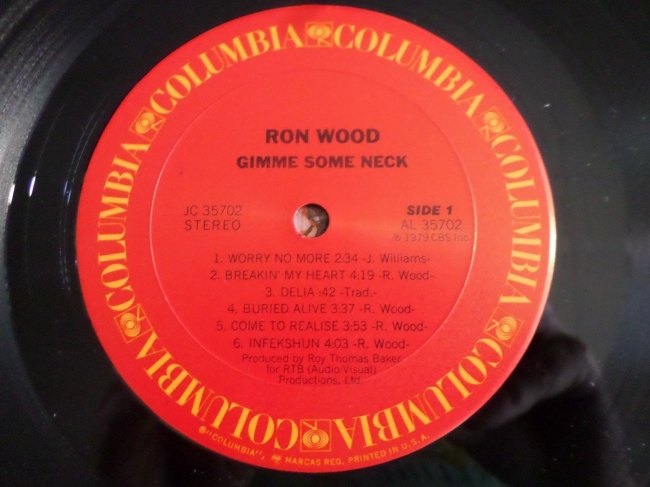 COLUMBIA COLUMBIA COLUMBIA COLUMBIA COLUMBIA COLUMBIA COLUMBIA COLUMBIA
RON WOOD
GIMME SOME NECK
JC 35702
STEREO
SIDE 1
AL 35702
℗ 1979 CBS Inc.
1. WORRY NO MORE 2:34 -J. Williams-
2. BREAKIN' MY HEART 4:19 -R. Wood-
3. DELIA :42 -Trad.-
4. BURIED ALIVE 3:37 -R. Wood-
5. COME TO REALISE 3:53 -R. Wood-
6. INFEKSHUN 4:03 -R. Wood-
Produced by Roy Thomas Baker
for RTB (Audio Visual)
Productions, Ltd.
® "COLUMBIA", MARCAS REG. PRINTED IN U.S.A.